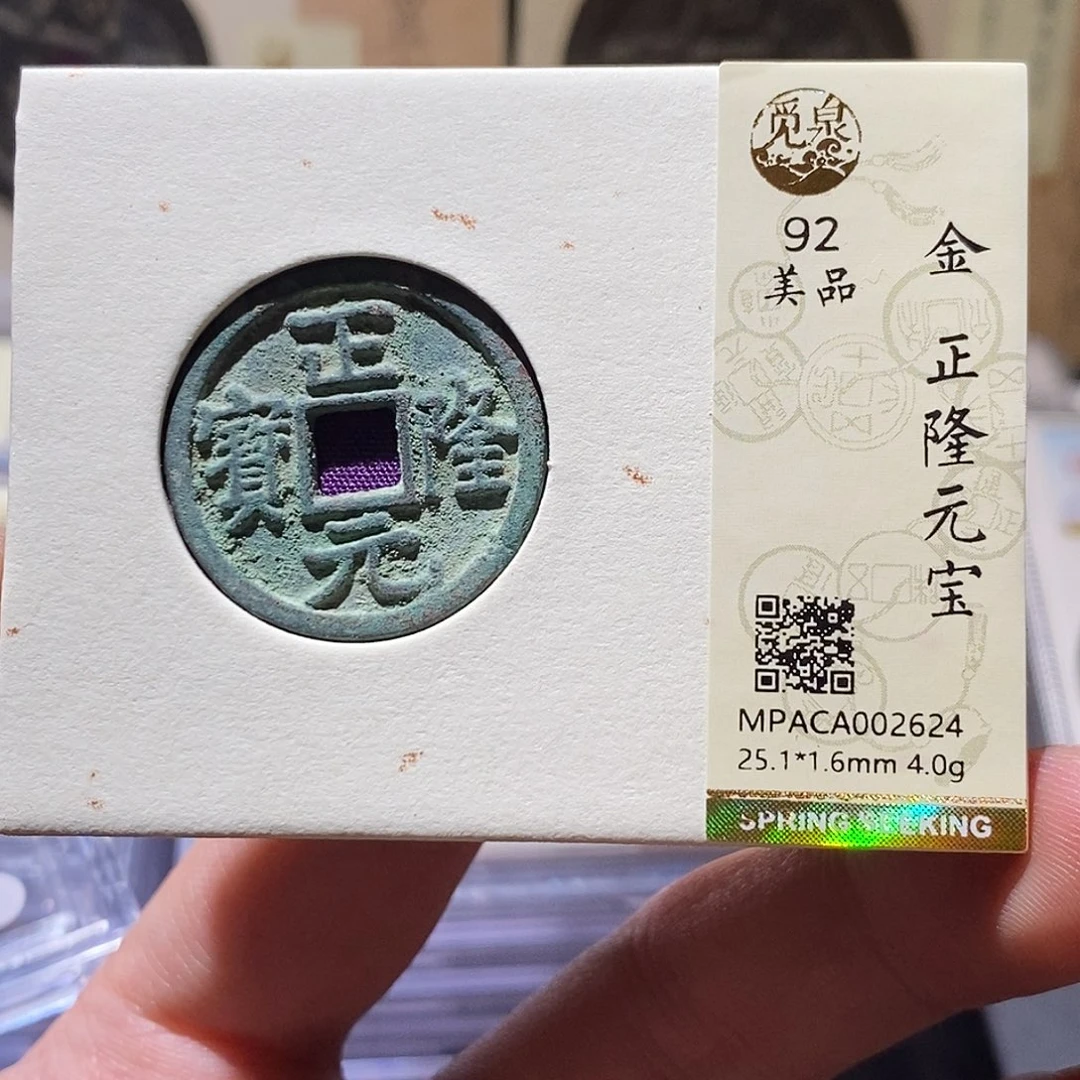 正隆元寶
觅泉
92
美品
金 正隆元宝
MPACA002624
25.1*1.6mm 4.0g
SPRING SEEKING